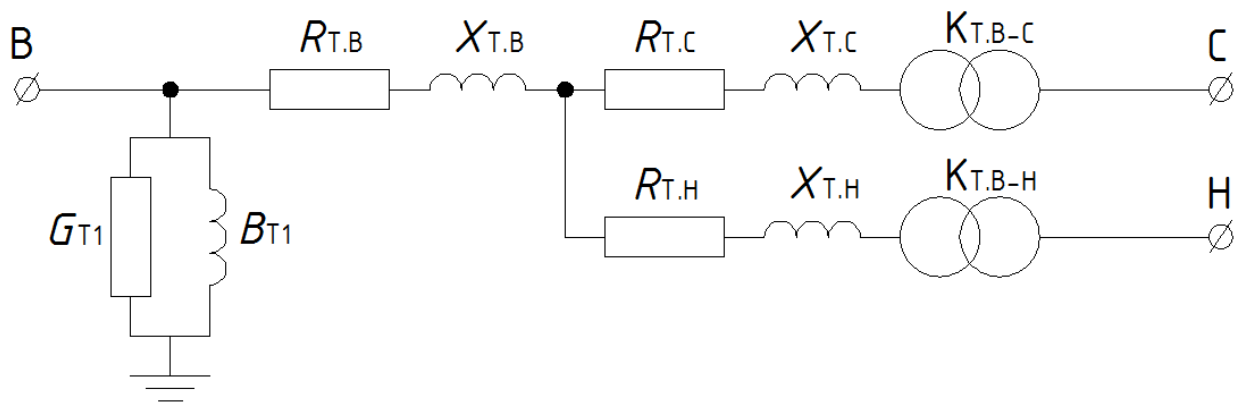 B RТ.В XТ.В RТ.С XТ.С KТ.В-С С
RТ.Н XТ.Н KТ.В-Н Н
GТ1 BТ1